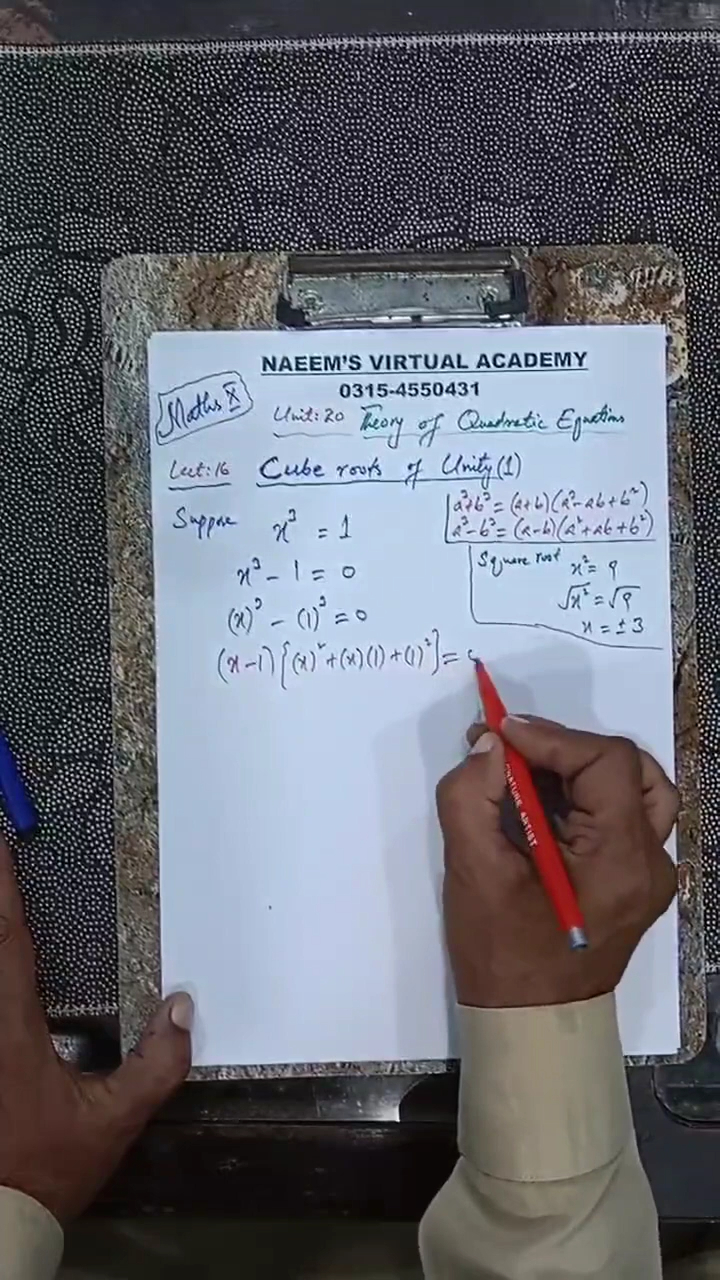 NAEEM'S VIRTUAL ACADEMY
0315-4550431
Maths X
Unit: 20 Theory of Quadratic Equations
Lect: 16 Cube roots of Unity (1)
a³+b³ = (a+b)(a²-ab+b²)
a³-b³ = (a-b)(a²+ab+b²)
Suppose x³ = 1
x³ - 1 = 0
(x)³ - (1)³ = 0
(x-1)[(x)²+(x)(1)+(1)²] =
Square root x² = 9
√x² = √9
x = ±3
SIGNATURE ARTIST